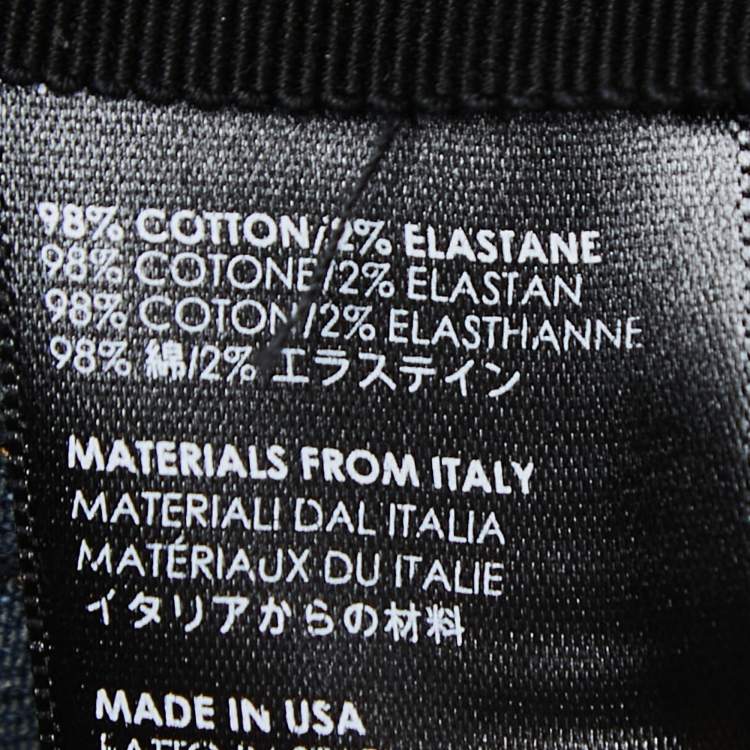 98% COTTON/2% ELASTANE
98% COTONE/2% ELASTAN
98% COTON/2% ELASTHANNE
98% 綿/2% エラステイン
MATERIALS FROM ITALY
MATERIALI DAL ITALIA
MATÉRIAUX DU ITALIE
イタリアからの材料
MADE IN USA